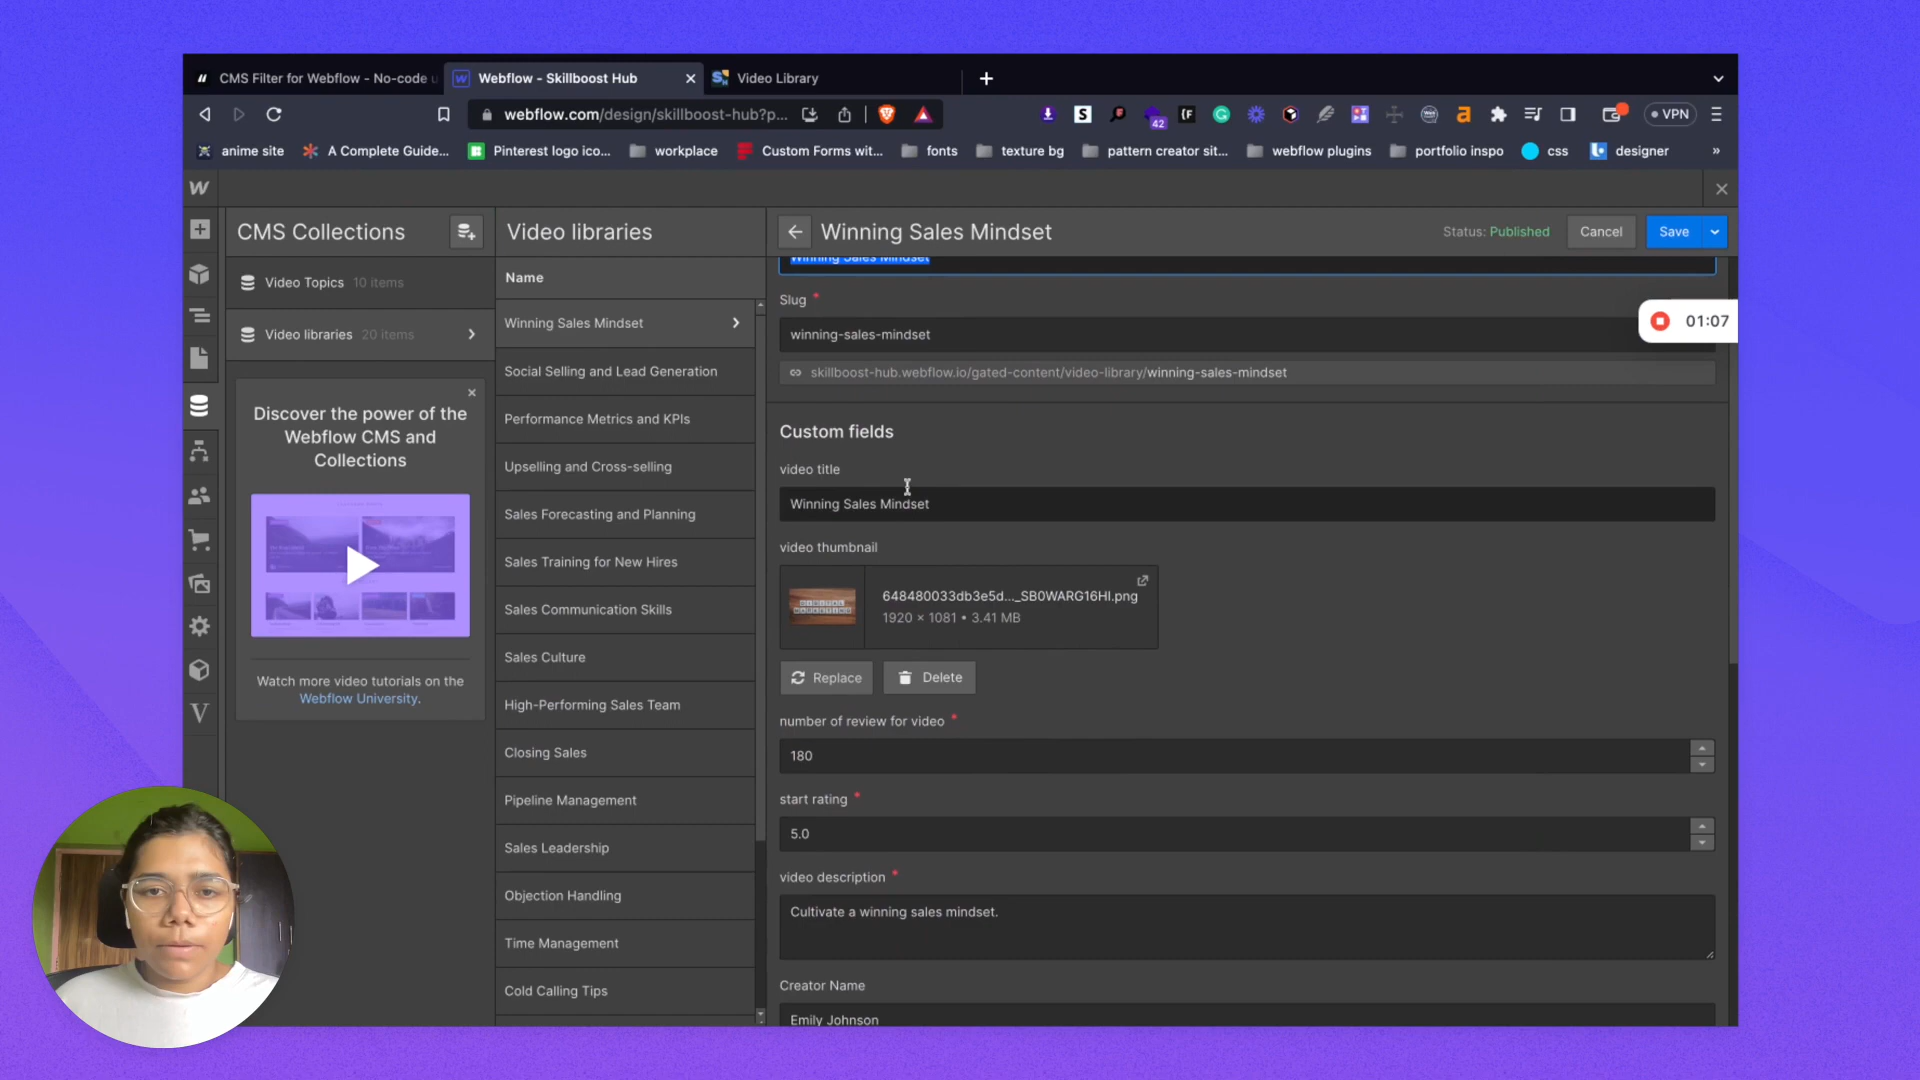 CMS Filter for Webflow - No-code u
Webflow - Skillboost Hub
Video Library
webflow.com/design/skillboost-hub?p...
42
VPN
anime site
A Complete Guide...
Pinterest logo ico...
workplace
Custom Forms wit...
fonts
texture bg
pattern creator sit...
webflow plugins
portfolio inspo
css
designer
»
CMS Collections
Video libraries
Winning Sales Mindset
Status: Published
Cancel
Save
Video Topics 10 items
Video libraries 20 items
Discover the power of the
Webflow CMS and
Collections
Watch more video tutorials on the
Webflow University.
Name
Winning Sales Mindset
Social Selling and Lead Generation
Performance Metrics and KPIs
Upselling and Cross-selling
Sales Forecasting and Planning
Sales Training for New Hires
Sales Communication Skills
Sales Culture
High-Performing Sales Team
Closing Sales
Pipeline Management
Sales Leadership
Objection Handling
Time Management
Cold Calling Tips
Winning Sales Mindset
Slug *
winning-sales-mindset
skillboost-hub.webflow.io/gated-content/video-library/winning-sales-mindset
01:07
Custom fields
video title
Winning Sales Mindset
video thumbnail
DIGITAL
MARKETING
648480033db3e5d..._SB0WARG16HI.png
1920 × 1081 • 3.41 MB
Replace
Delete
number of review for video *
180
start rating *
5.0
video description *
Cultivate a winning sales mindset.
Creator Name
Emily Johnson